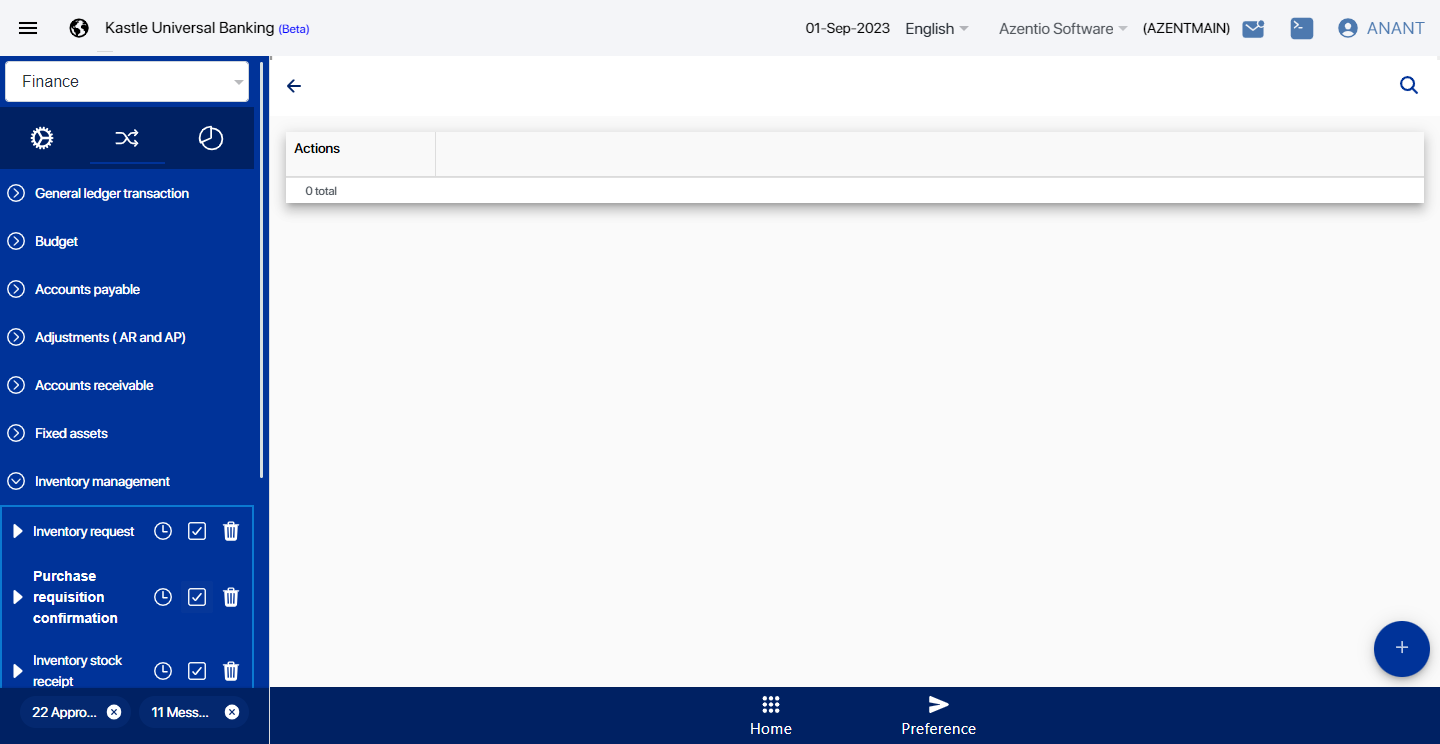 Kastle Universal Banking (Beta)
01-Sep-2023 English Azentio Software (AZENTMAIN) ANANT
Finance
General ledger transaction
Budget
Accounts payable
Adjustments ( AR and AP)
Accounts receivable
Fixed assets
Inventory management
Inventory request
Purchase
requisition
confirmation
Inventory stock
receipt
22 Appro...
11 Mess...
Actions
0 total
Home
Preference